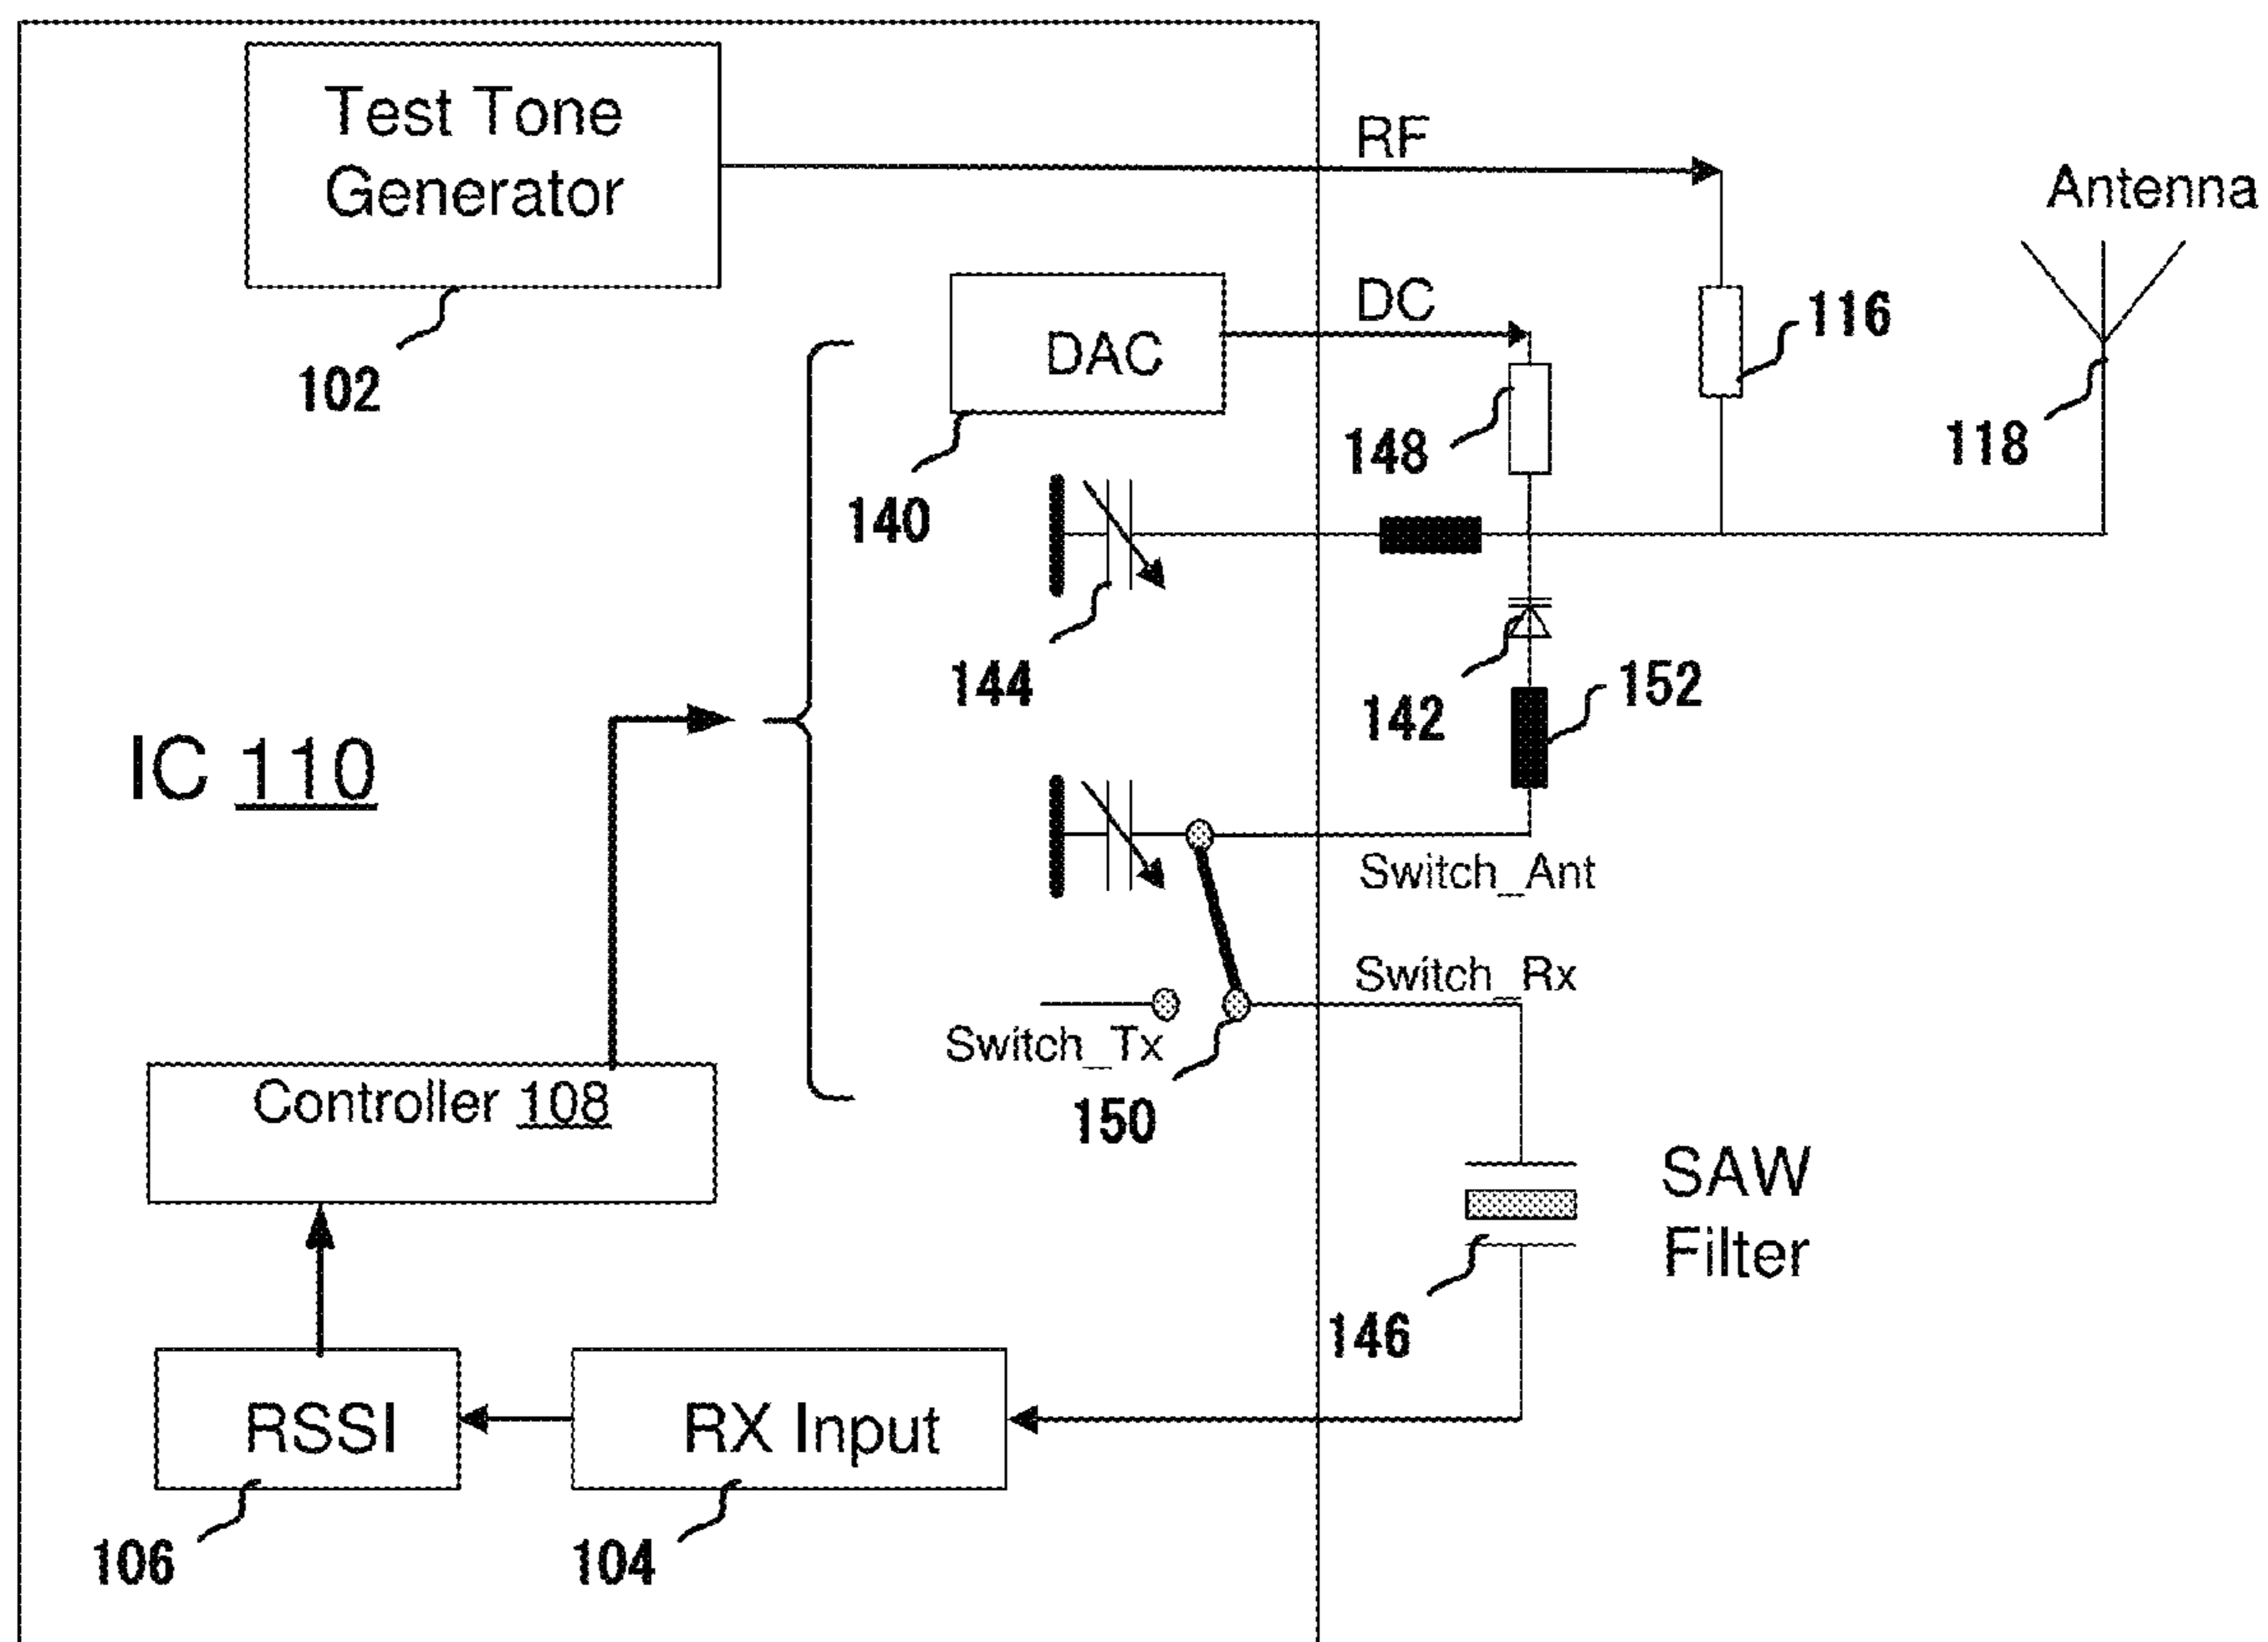 Test Tone
Generator
RF
Antenna
102
DAC
DC
116
148
118
140
144
142
152
IC 110
Switch_Ant
Switch_Rx
Switch_Tx
Controller 108
150
SAW
Filter
146
RSSI
RX Input
106
104